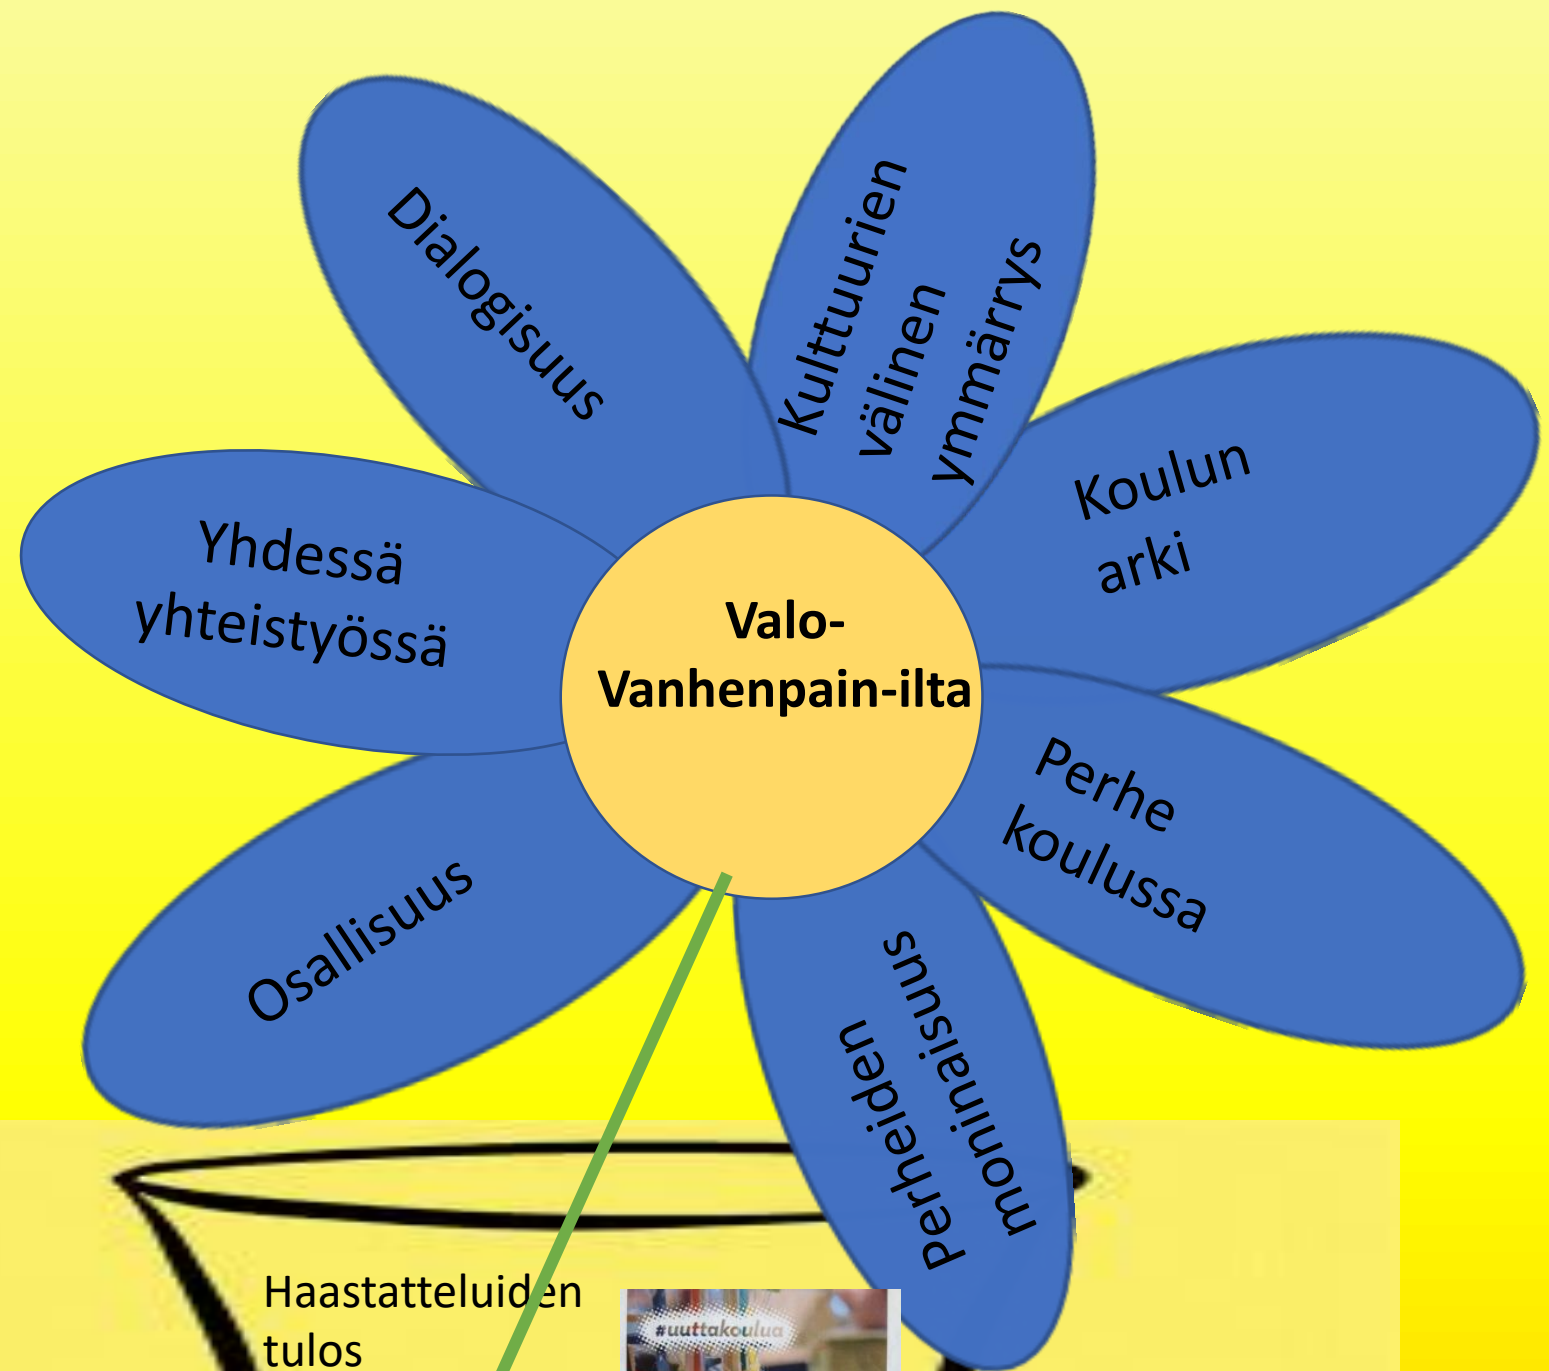 Dialogisuus
Kulttuurien
välinen
ymmärrys
Koulun
arki
Yhdessä
yhteistyössä
Valo-
Vanhenpain-ilta
Perhe
koulussa
Osallisuus
Perheiden
moninaisuus
Haastatteluiden
tulos
#uuttakoulua